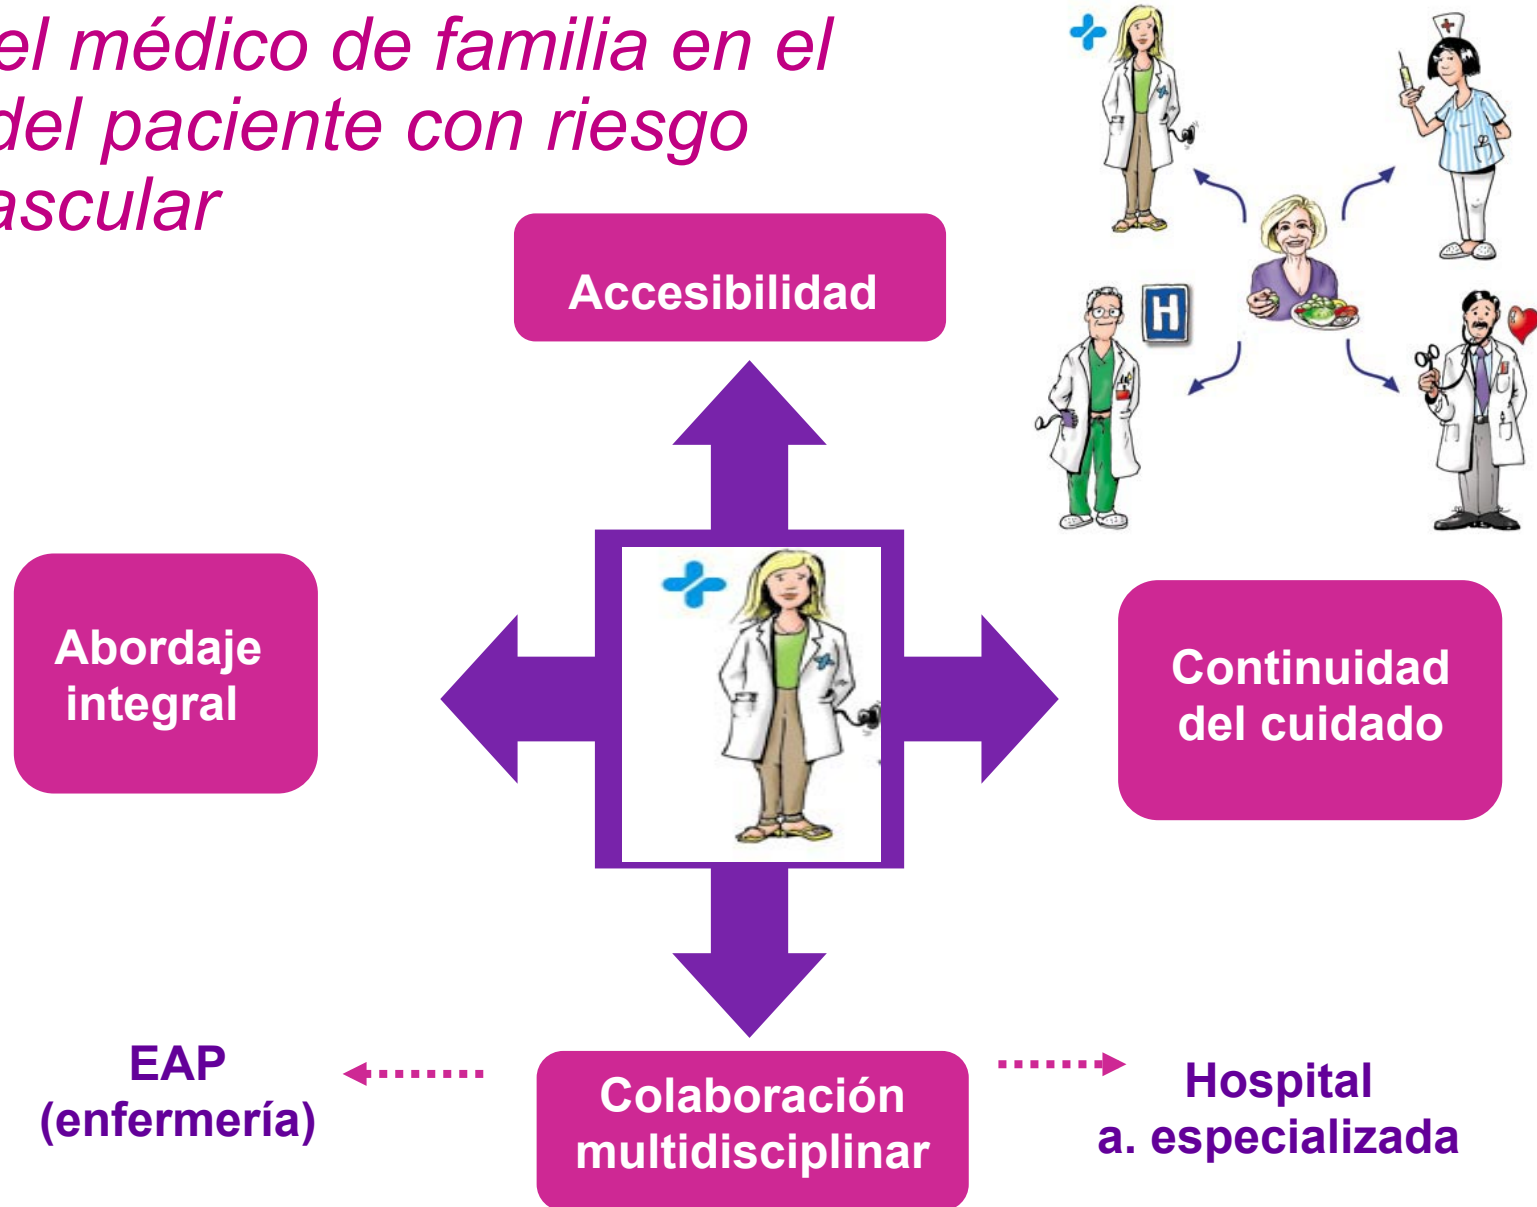 el médico de familia en el
del paciente con riesgo
ascular
H
Accesibilidad
Abordaje
integral
Continuidad
del cuidado
EAP
(enfermería)
Colaboración
multidisciplinar
Hospital
a. especializada